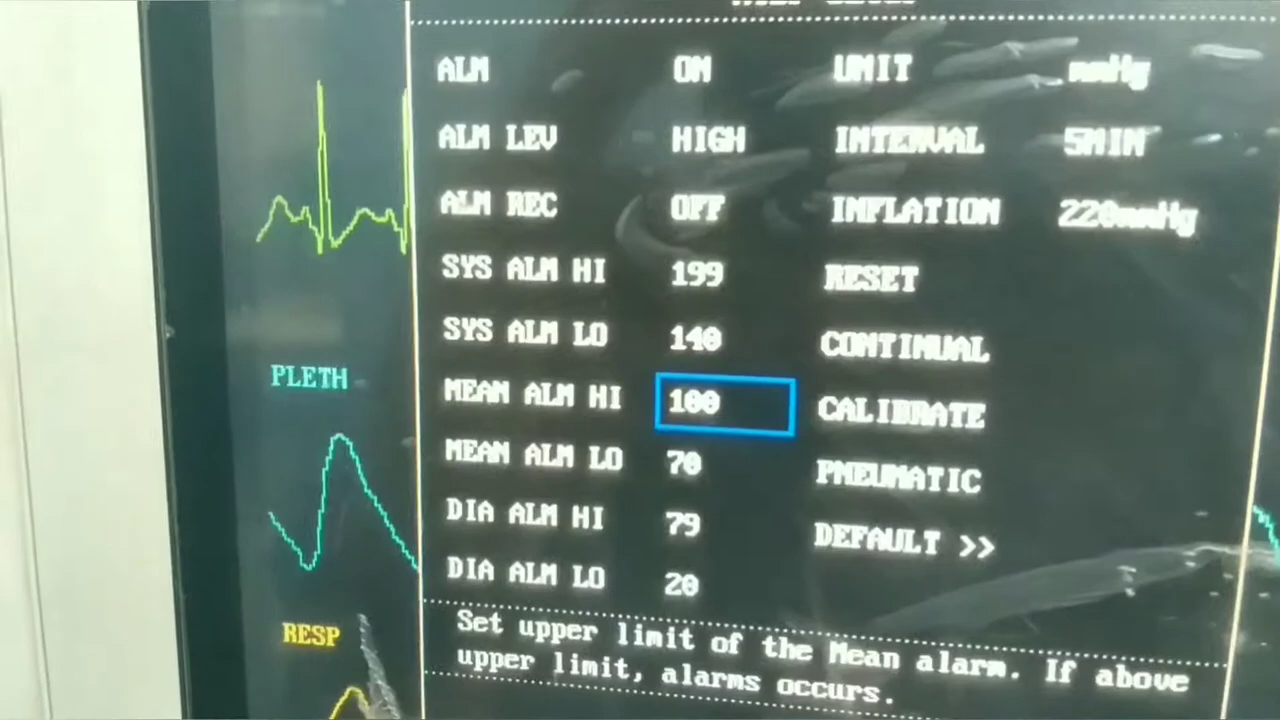 ALM ON UNIT mmHg
ALM LEV HIGH INTERVAL 5MIN
ALM REC OFF INFLATION 220mmHg
SYS ALM HI 199 RESET
SYS ALM LO 140 CONTINUAL
MEAN ALM HI 100 CALIBRATE
MEAN ALM LO 70 PNEUMATIC
DIA ALM HI 79 DEFAULT >>
DIA ALM LO 20
Set upper limit of the Mean alarm. If above
upper limit, alarms occurs.
PLETH
RESP